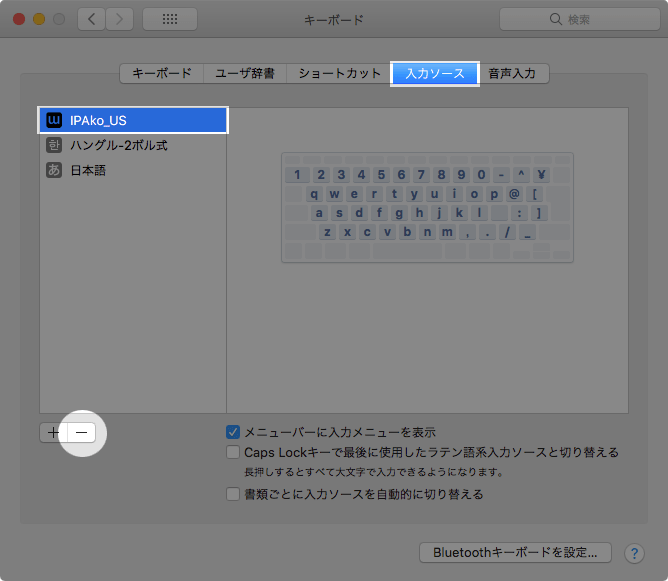 キーボード
検索
キーボード ユーザ辞書 ショートカット 入力ソース 音声入力
IPAko_US
한 ハングル-2ボル式
あ 日本語
1 2 3 4 5 6 7 8 9 0 - ^ ¥
q w e r t y u i o p @ [
a s d f g h j k l : ]
z x c v b n m , . / _
メニューバーに入力メニューを表示
Caps Lockキーで最後に使用したラテン語系入力ソースと切り替える
長押しするとすべて大文字で入力できるようになります。
書類ごとに入力ソースを自動的に切り替える
Bluetoothキーボードを設定... ?